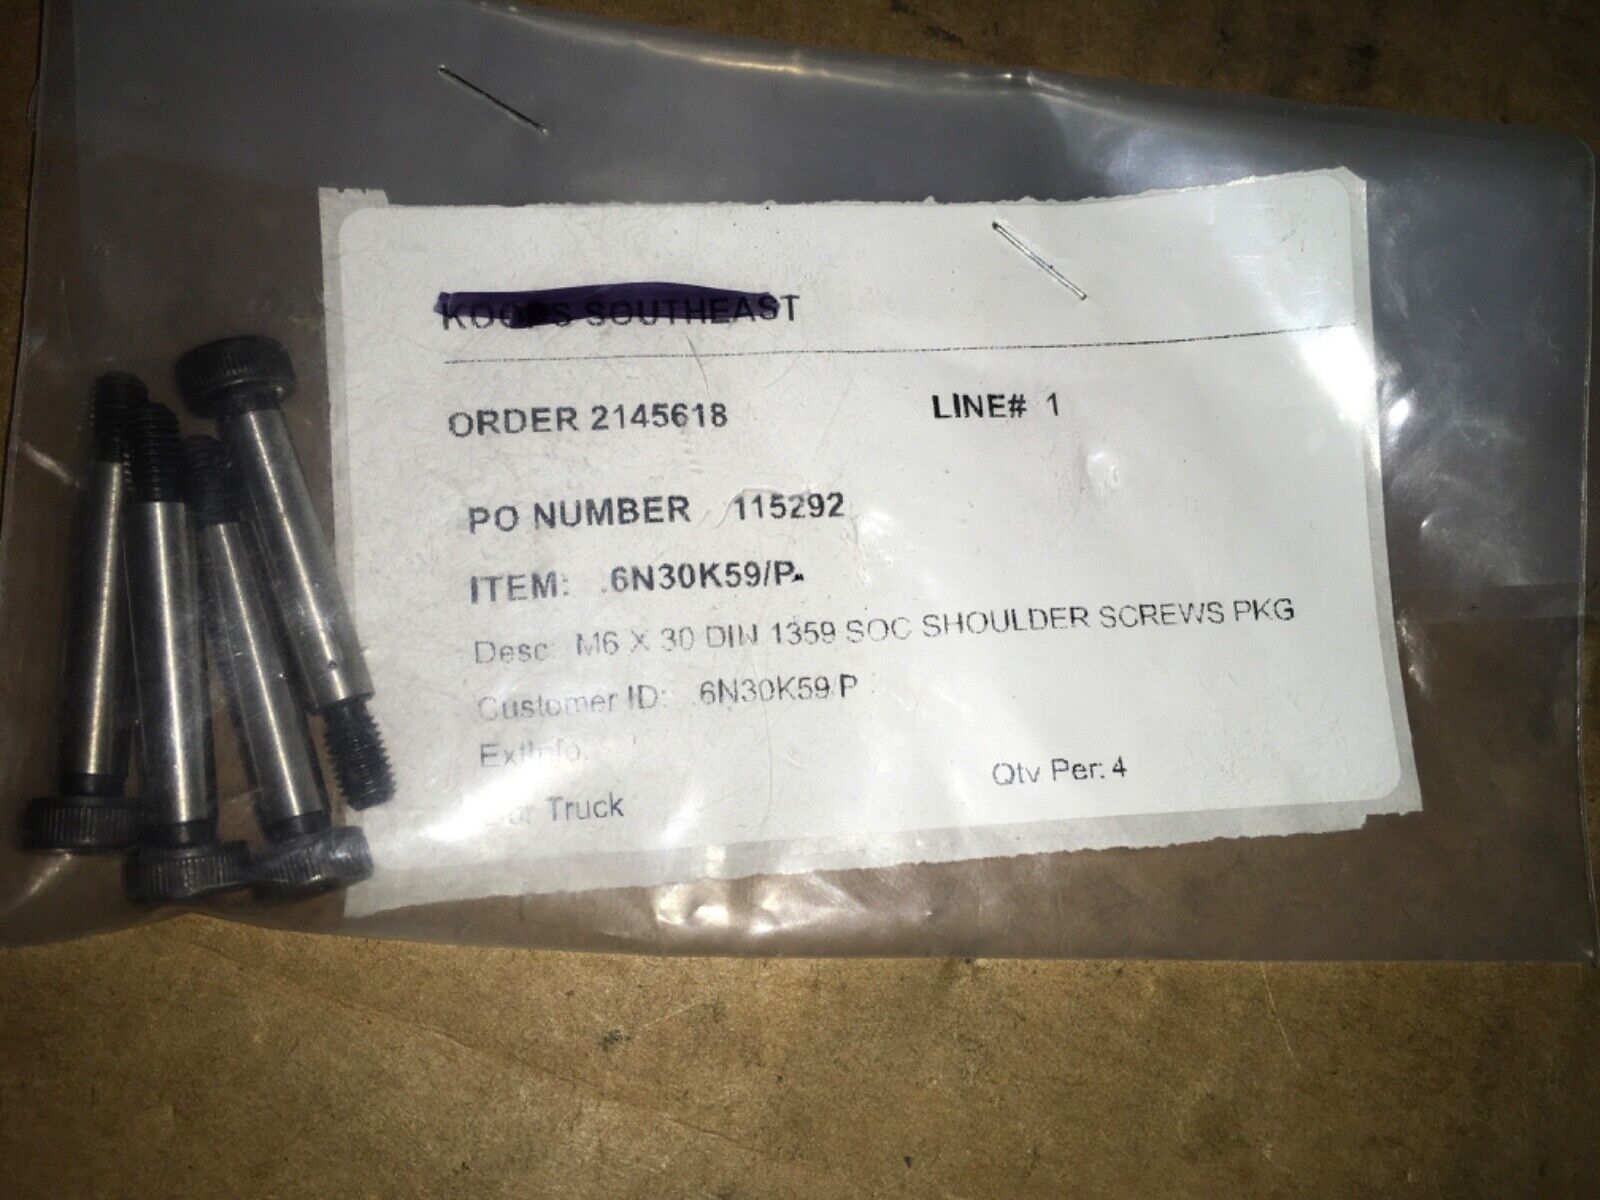 SOUTHEAST
ORDER 2145618 LINE# 1
PO NUMBER 115292
ITEM: .6N30K59/P
Desc: M6 X 30 DIN 1359 SOC SHOULDER SCREWS PKG
Customer ID: .6N30K59/P
ExtInfo:
Truck Qty Per: 4